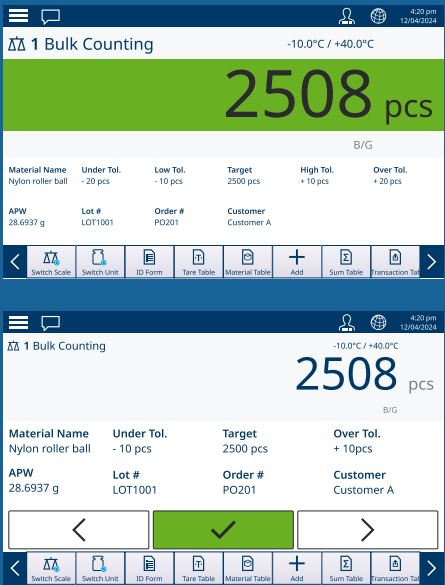 4:20 pm
12/04/2024
1 Bulk Counting
-10.0°C / +40.0°C
2508 pcs
B/G
Material Name Under Tol. Low Tol. Target High Tol. Over Tol.
Nylon roller ball - 20 pcs - 10 pcs 2500 pcs + 10 pcs + 20 pcs
APW Lot # Order # Customer
28.6937 g LOT1001 PO201 Customer A
Switch Scale Switch Unit ID Form Tare Table Material Table Add Sum Table Transaction Tab
4:20 pm
12/04/2024
1 Bulk Counting
-10.0°C / +40.0°C
2508 pcs
B/G
Material Name Under Tol. Target Over Tol.
Nylon roller ball - 10 pcs 2500 pcs + 10pcs
APW Lot # Order # Customer
28.6937 g LOT1001 PO201 Customer A
Switch Scale Switch Unit ID Form Tare Table Material Table Add Sum Table Transaction Tab